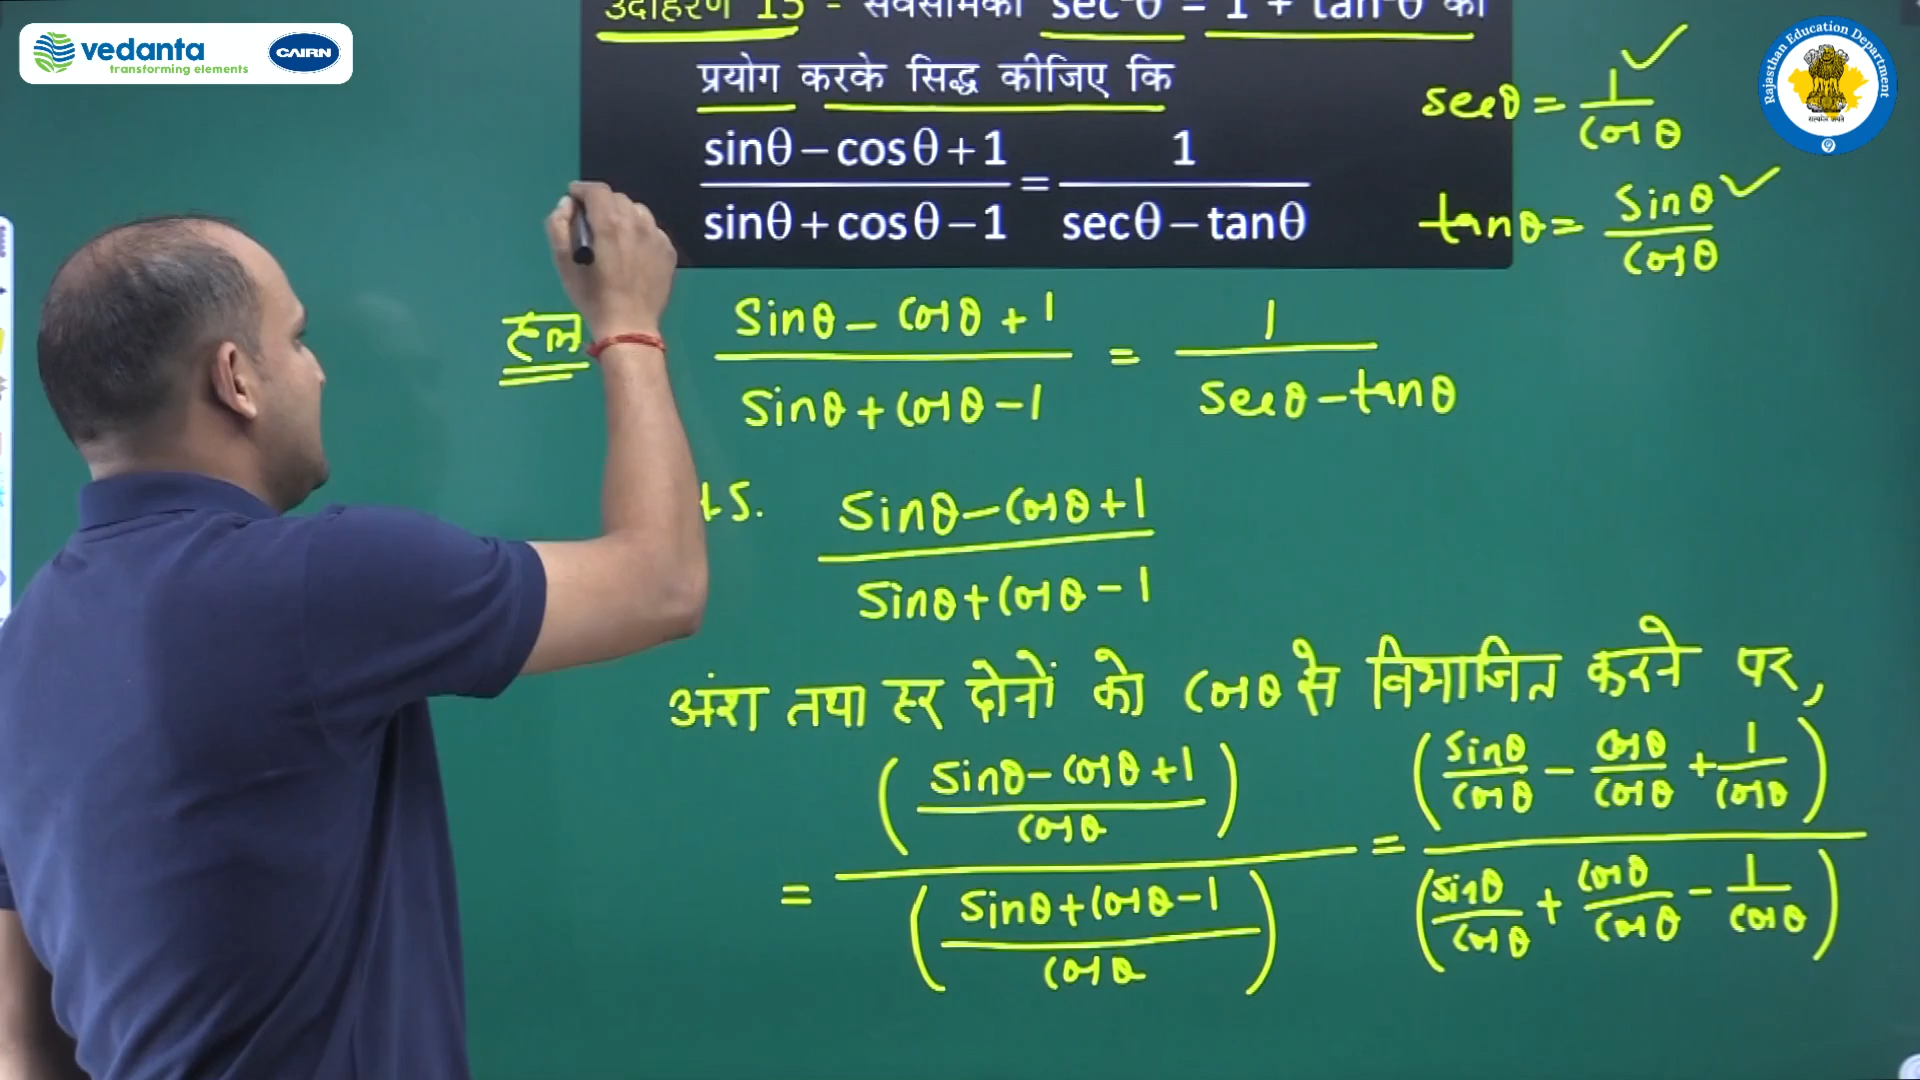 vedanta
transforming elements
CAIRN
उदाहरण 15 - सर्वसमिका sec²θ = 1 + tan²θ का
प्रयोग करके सिद्ध कीजिए कि
sinθ – cosθ + 1 / sinθ + cosθ – 1 = 1 / secθ – tanθ
secθ = 1 / cosθ ✓
tanθ = sinθ / cosθ ✓
Rajasthan Education Department
हल
sinθ – cosθ + 1 / sinθ + cosθ – 1 = 1 / secθ – tanθ
S. sinθ – cosθ + 1 / sinθ + cosθ – 1
अंश तथा हर दोनों को cosθ से विभाजित करने पर,
= (sinθ – cosθ + 1 / cosθ) / (sinθ + cosθ – 1 / cosθ) = (sinθ / cosθ – cosθ / cosθ + 1 / cosθ) / (sinθ / cosθ + cosθ / cosθ – 1 / cosθ)